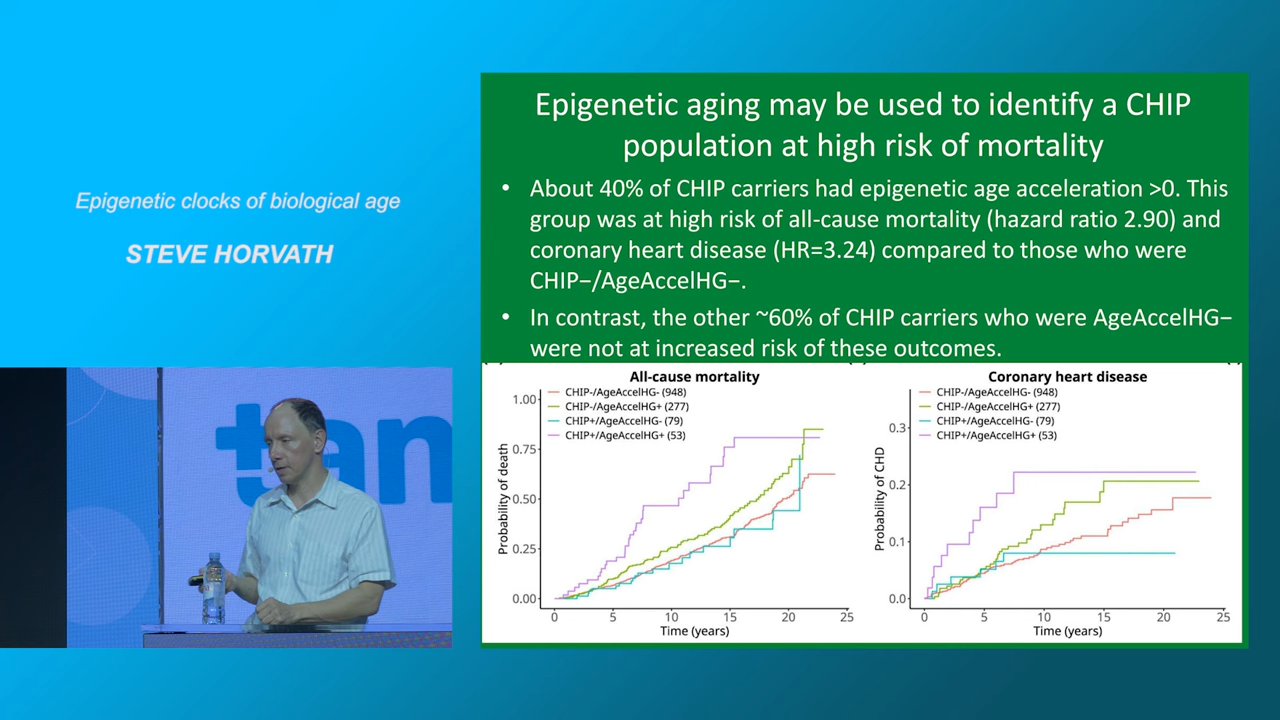 Epigenetic clocks of biological age
STEVE HORVATH
Epigenetic aging may be used to identify a CHIP
population at high risk of mortality
• About 40% of CHIP carriers had epigenetic age acceleration >0. This
group was at high risk of all-cause mortality (hazard ratio 2.90) and
coronary heart disease (HR=3.24) compared to those who were
CHIP−/AgeAccelHG−.
• In contrast, the other ~60% of CHIP carriers who were AgeAccelHG−
were not at increased risk of these outcomes.
All-cause mortality
CHIP-/AgeAccelHG- (948)
CHIP-/AgeAccelHG+ (277)
CHIP+/AgeAccelHG- (79)
CHIP+/AgeAccelHG+ (53)
Probability of death
1.00
0.75
0.50
0.25
0.00
0 5 10 15 20 25
Time (years)
Coronary heart disease
CHIP-/AgeAccelHG- (948)
CHIP-/AgeAccelHG+ (277)
CHIP+/AgeAccelHG- (79)
CHIP+/AgeAccelHG+ (53)
Probability of CHD
0.3
0.2
0.1
0.0
0 5 10 15 20 25
Time (years)